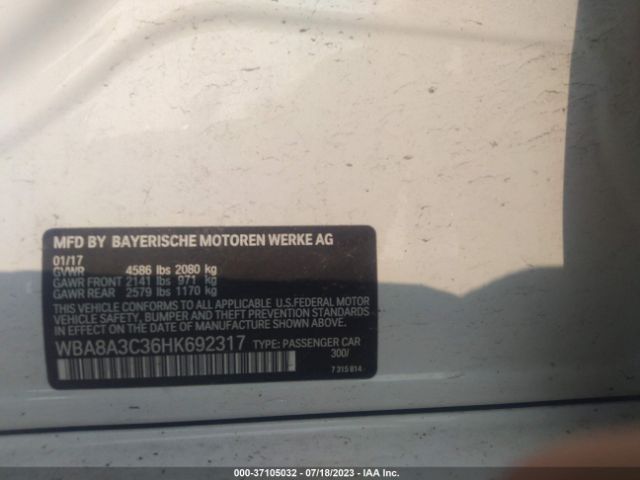 MFD BY BAYERISCHE MOTOREN WERKE AG
01/17
GVWR 4586 lbs 2080 kg
GAWR FRONT 2141 lbs 971 kg
GAWR REAR 2579 lbs 1170 kg
THIS VEHICLE CONFORMS TO ALL APPLICABLE U.S.FEDERAL MOTOR
VEHICLE SAFETY, BUMPER AND THEFT PREVENTION STANDARDS
IN EFFECT ON THE DATE OF MANUFACTURE SHOWN ABOVE.
WBA8A3C36HK692317 TYPE: PASSENGER CAR
300/
7 315 814
000-37105032 - 07/18/2023 - IAA Inc.